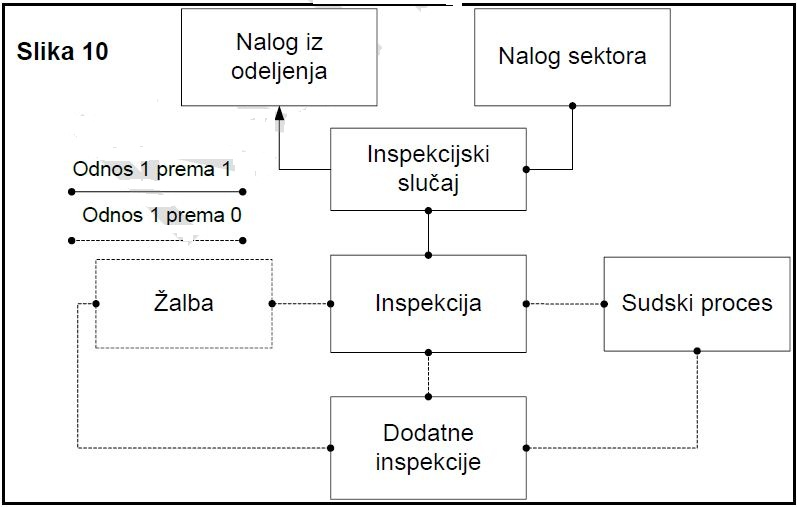 Slika 10
Nalog iz
odeljenja
Nalog sektora
Inspekcijski
slučaj
Odnos 1 prema 1
Odnos 1 prema 0
Žalba
Inspekcija
Sudski proces
Dodatne
inspekcije